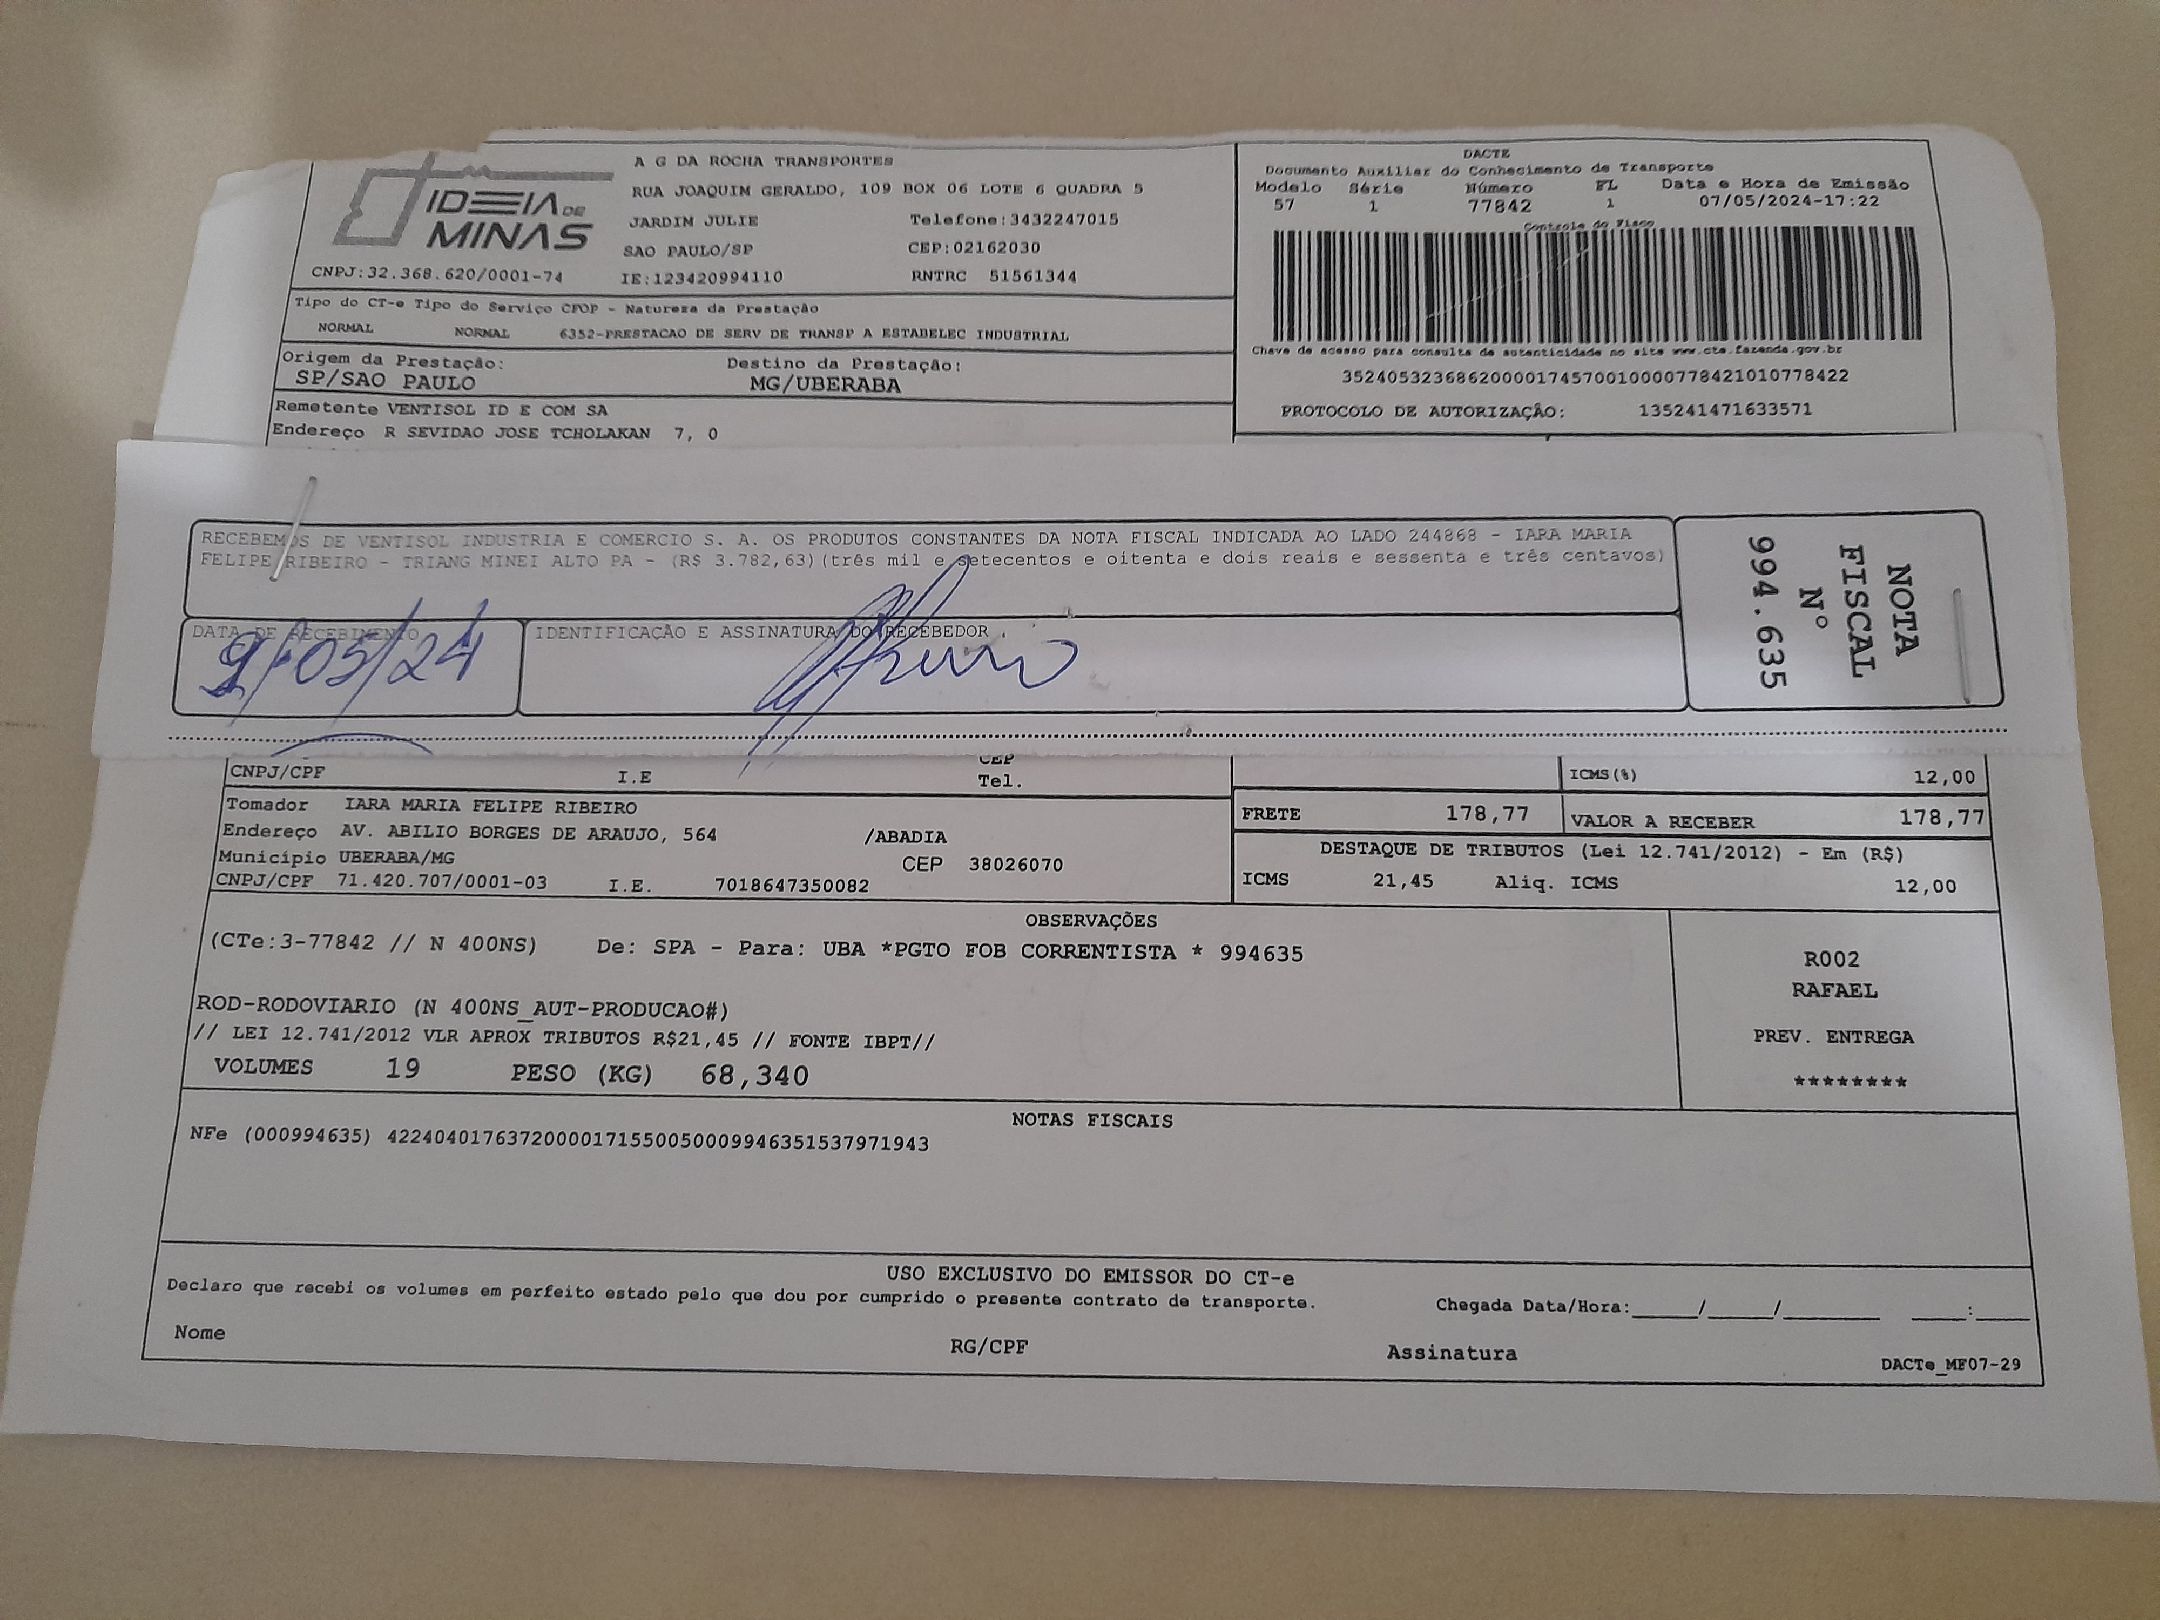 IDEIA DE
MINAS
CNPJ:32.368.620/0001-74
A G DA ROCHA TRANSPORTES
RUA JOAQUIM GERALDO, 109 BOX 06 LOTE 6 QUADRA 5
JARDIM JULIE Telefone:3432247015
SAO PAULO/SP CEP:02162030
IE:123420994110 RNTRC 51561344
DACTE
Documento Auxiliar do Conhecimento de Transporte
Modelo Série Número FL Data e Hora de Emissão
57 1 77842 1 07/05/2024-17:22
Controle do Fisco
Chave de acesso para consulta de autenticidade no site www.cte.fazenda.gov.br
35240532368620000174570010000778421010778422
PROTOCOLO DE AUTORIZAÇÃO: 135241471633571
Tipo do CT-e Tipo do Serviço CFOP - Natureza da Prestação
NORMAL NORMAL 6352-PRESTACAO DE SERV DE TRANSP A ESTABELEC INDUSTRIAL
Origem da Prestação: Destino da Prestação:
SP/SAO PAULO MG/UBERABA
Remetente VENTISOL ID E COM SA
Endereço R SEVIDAO JOSE TCHOLAKAN 7, 0
RECEBEMOS DE VENTISOL INDUSTRIA E COMERCIO S. A. OS PRODUTOS CONSTANTES DA NOTA FISCAL INDICADA AO LADO 244868 - IARA MARIA
FELIPE RIBEIRO - TRIANG MINEI ALTO PA - (R$ 3.782,63)(três mil e setecentos e oitenta e dois reais e sessenta e três centavos)
DATA DE RECEBIMENTO IDENTIFICAÇÃO E ASSINATURA DO RECEBEDOR
9/05/24
NOTA
FISCAL
Nº
994.635
CEP
CNPJ/CPF I.E Tel.
ICMS(%) 12,00
Tomador IARA MARIA FELIPE RIBEIRO
Endereço AV. ABILIO BORGES DE ARAUJO, 564 /ABADIA
Município UBERABA/MG CEP 38026070
CNPJ/CPF 71.420.707/0001-03 I.E. 7018647350082
FRETE 178,77 VALOR A RECEBER 178,77
DESTAQUE DE TRIBUTOS (Lei 12.741/2012) - Em (R$)
ICMS 21,45 Aliq. ICMS 12,00
OBSERVAÇÕES
(CTe:3-77842 // N 400NS) De: SPA - Para: UBA *PGTO FOB CORRENTISTA * 994635
ROD-RODOVIARIO (N 400NS_AUT-PRODUCAO#)
// LEI 12.741/2012 VLR APROX TRIBUTOS R$21,45 // FONTE IBPT//
VOLUMES 19 PESO (KG) 68,340
R002
RAFAEL
PREV. ENTREGA
********
NOTAS FISCAIS
NFe (000994635) 42240401763720000171550050009946351537971943
USO EXCLUSIVO DO EMISSOR DO CT-e
Declaro que recebi os volumes em perfeito estado pelo que dou por cumprido o presente contrato de transporte.
Chegada Data/Hora:_____/_____/_______ ____:____
Nome RG/CPF Assinatura
DACTe_MF07-29